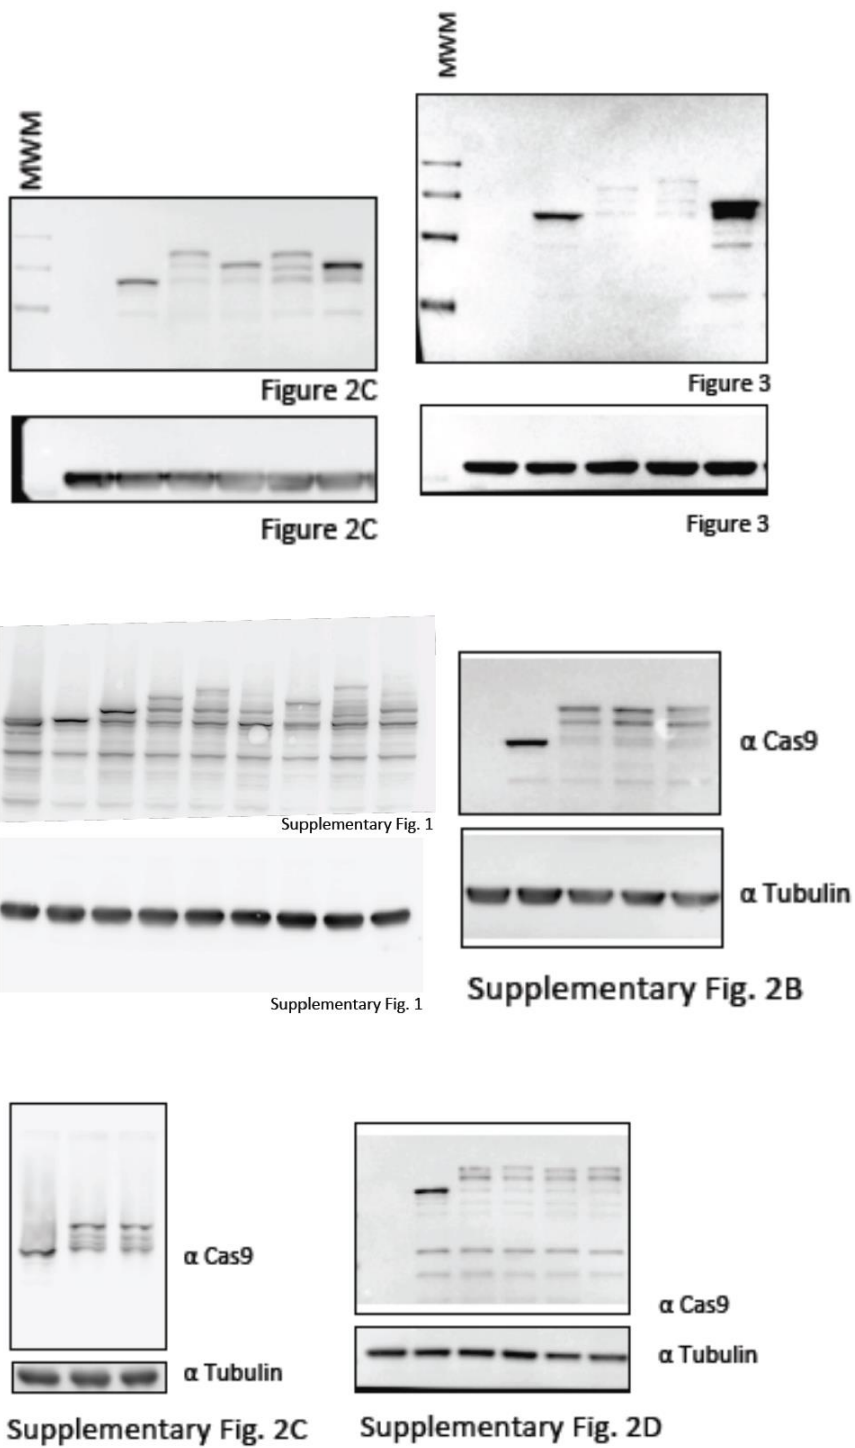 MWM
MWM
Figure 2C
Figure 3
Figure 2C
Figure 3
Supplementary Fig. 1
α Cas9
α Tubulin
Supplementary Fig. 1
Supplementary Fig. 2B
α Cas9
α Tubulin
Supplementary Fig. 2C
α Cas9
α Tubulin
Supplementary Fig. 2D